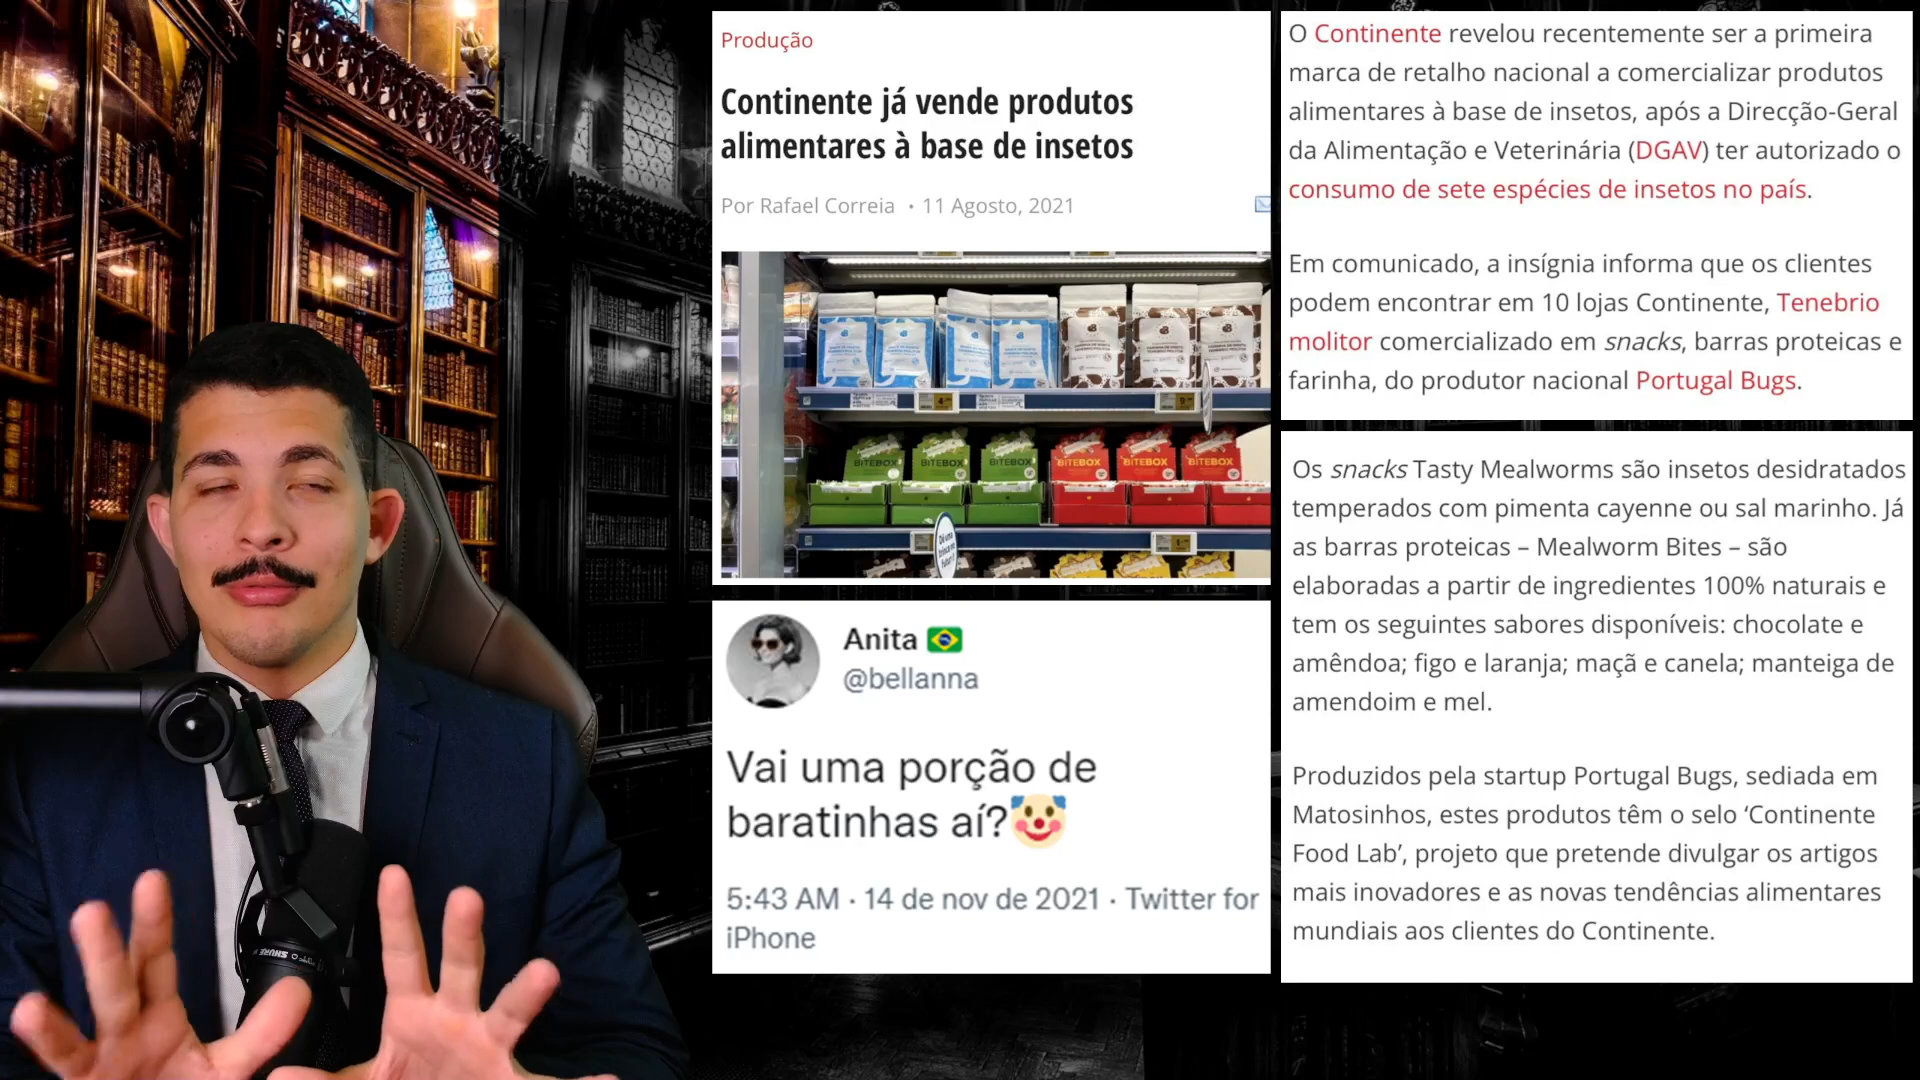 Produção
Continente já vende produtos
alimentares à base de insetos
Por Rafael Correia • 11 Agosto, 2021
BITEBOX BITEBOX BITEBOX BITEBOX BITEBOX BITEBOX
Anita
@bellanna
Vai uma porção de
baratinhas aí?🤡
5:43 AM · 14 de nov de 2021 · Twitter for
iPhone
O Continente revelou recentemente ser a primeira
marca de retalho nacional a comercializar produtos
alimentares à base de insetos, após a Direcção-Geral
da Alimentação e Veterinária (DGAV) ter autorizado o
consumo de sete espécies de insetos no país.
Em comunicado, a insígnia informa que os clientes
podem encontrar em 10 lojas Continente, Tenebrio
molitor comercializado em snacks, barras proteicas e
farinha, do produtor nacional Portugal Bugs.
Os snacks Tasty Mealworms são insetos desidratados
temperados com pimenta cayenne ou sal marinho. Já
as barras proteicas – Mealworm Bites – são
elaboradas a partir de ingredientes 100% naturais e
tem os seguintes sabores disponíveis: chocolate e
amêndoa; figo e laranja; maçã e canela; manteiga de
amendoim e mel.
Produzidos pela startup Portugal Bugs, sediada em
Matosinhos, estes produtos têm o selo ‘Continente
Food Lab’, projeto que pretende divulgar os artigos
mais inovadores e as novas tendências alimentares
mundiais aos clientes do Continente.
SHURE